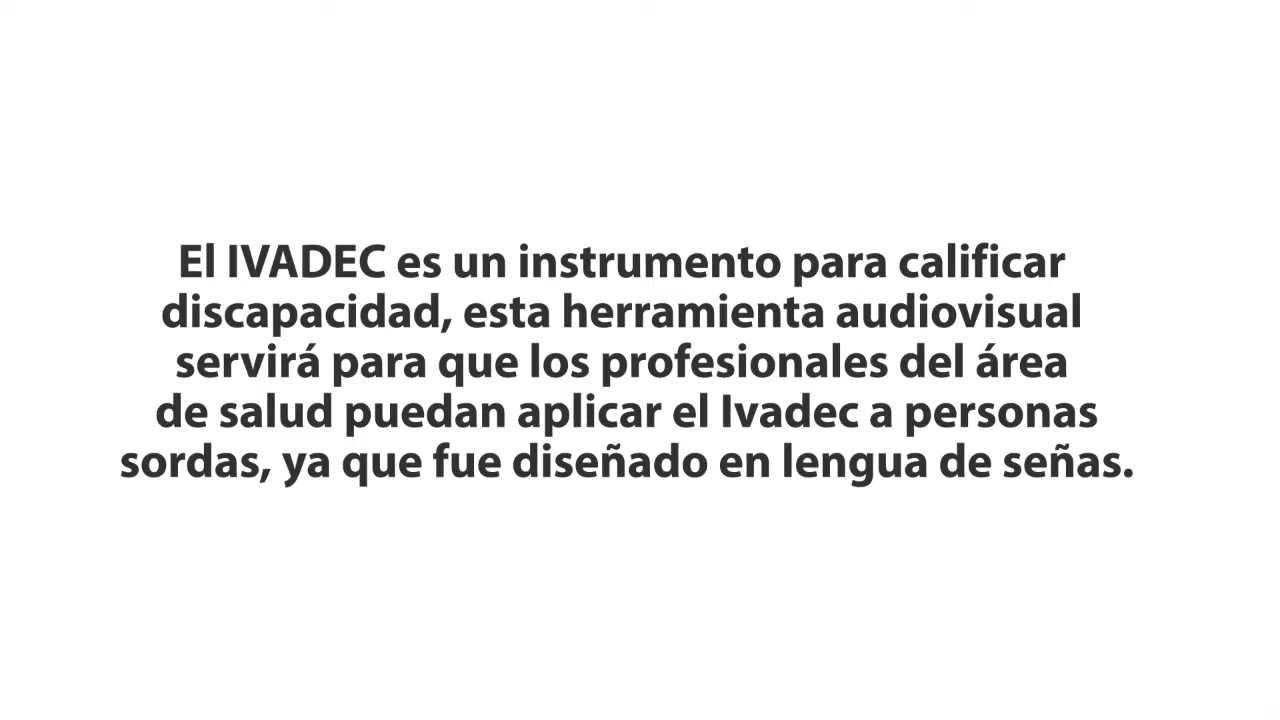 El IVADEC es un instrumento para calificar
discapacidad, esta herramienta audiovisual
servirá para que los profesionales del área
de salud puedan aplicar el Ivadec a personas
sordas, ya que fue diseñado en lengua de señas.